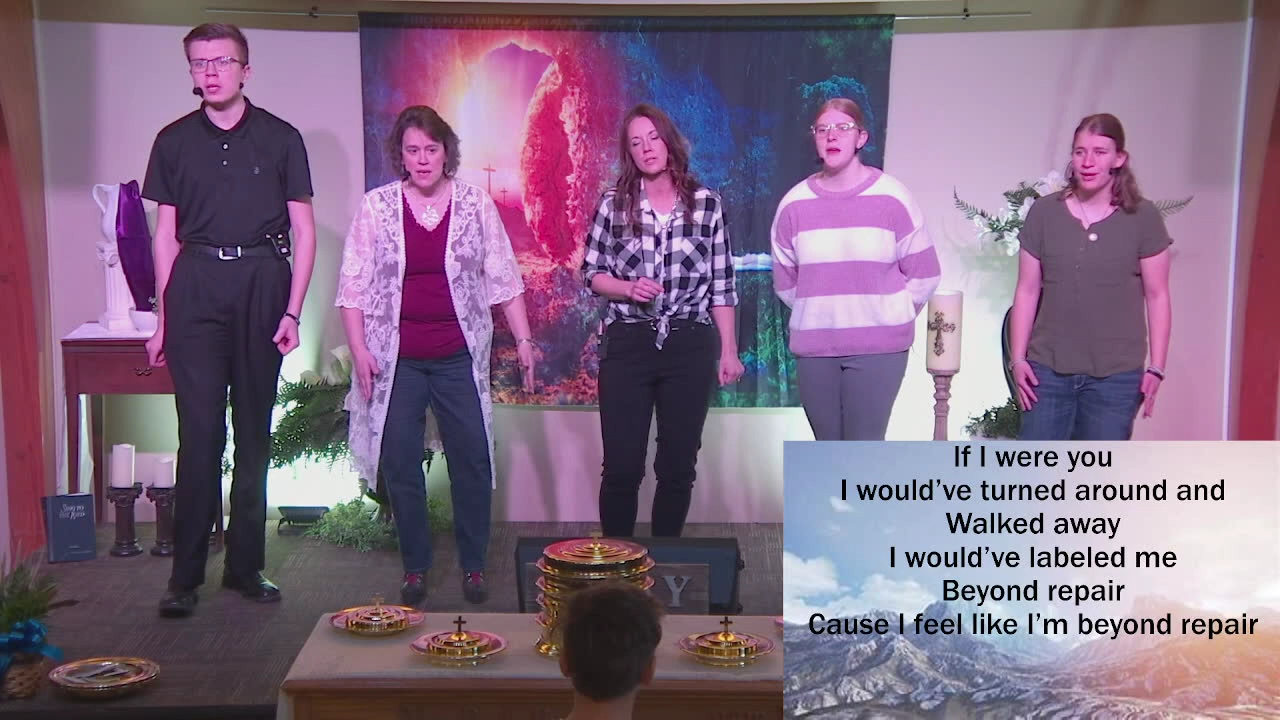 If I were you
I would’ve turned around and
Walked away
I would’ve labeled me
Beyond repair
Cause I feel like I’m beyond repair
Y